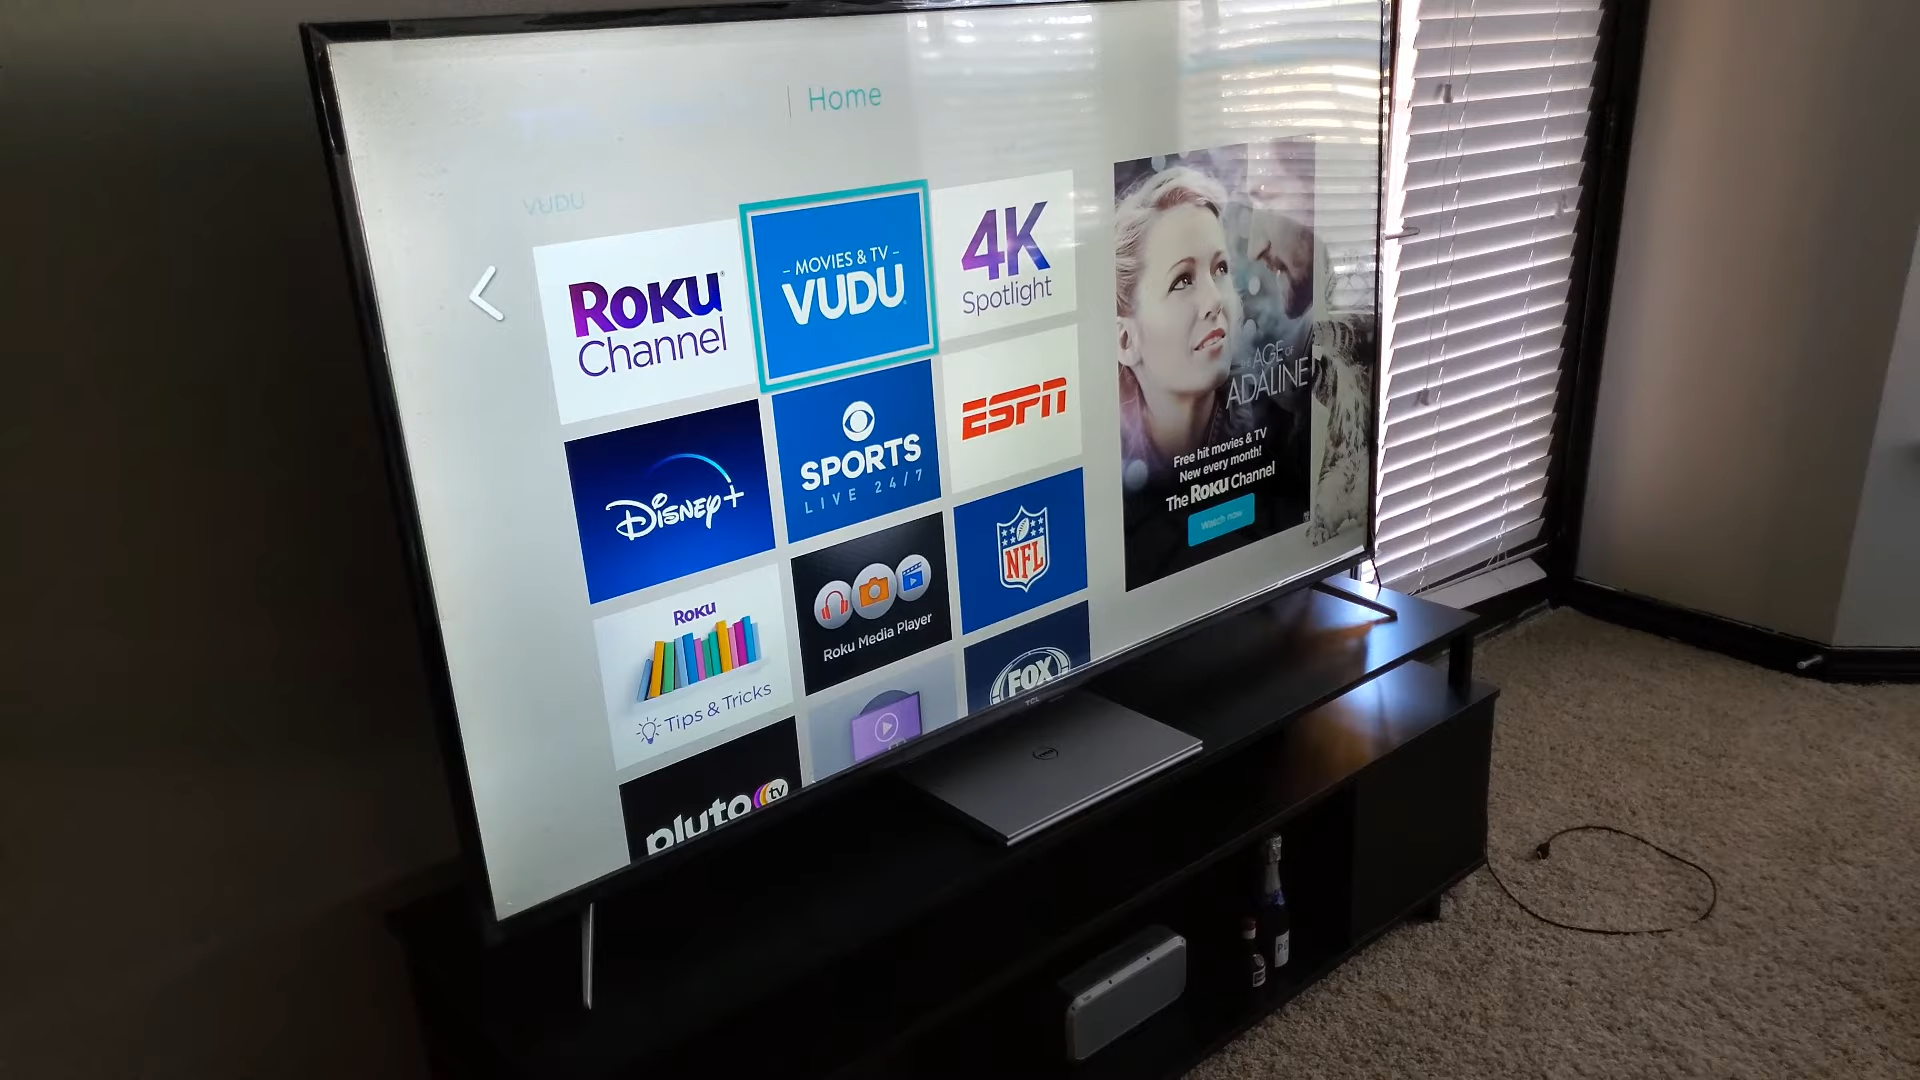 Home
VUDU
ROKU
Channel
- MOVIES & TV -
VUDU
4K
Spotlight
Disney+
SPORTS
LIVE 24/7
ESPN
ROKU
Tips & Tricks
Roku Media Player
NFL
FOX
pluto tv
TCL
DELL
THE AGE OF
ADALINE
Free hit movies & TV
New every month!
The ROKU Channel
Watch now